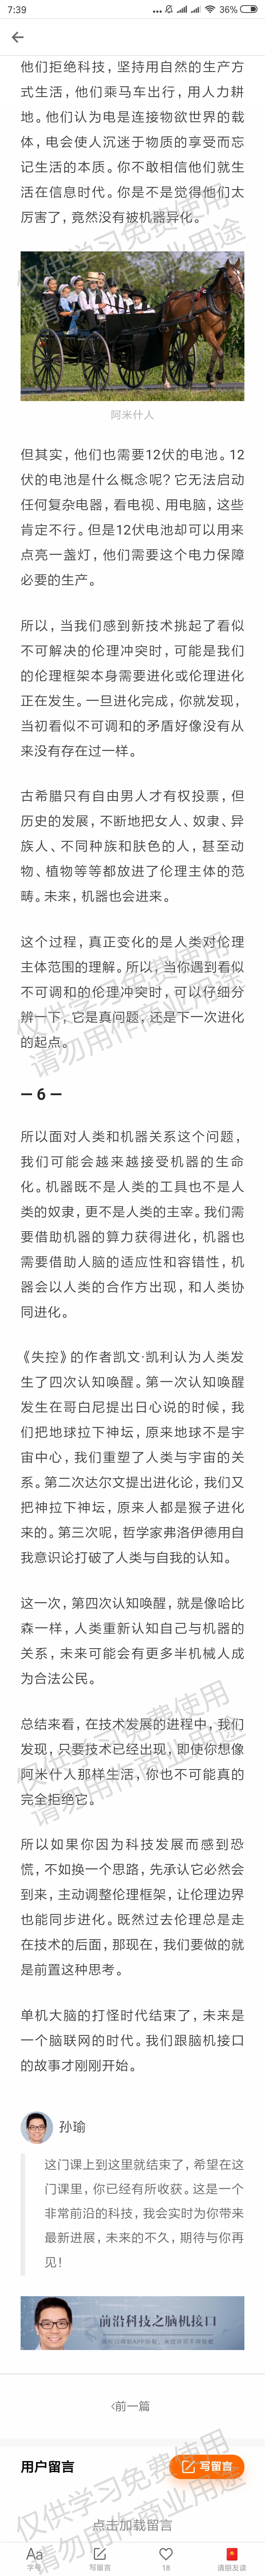 7:39
36%
他们拒绝科技，坚持用自然的生产方
式生活，他们乘马车出行，用人力耕
地。他们认为电是连接物欲世界的载
体，电会使人沉迷于物质的享受而忘
记生活的本质。你不敢相信他们就生
活在信息时代。你是不是觉得他们太
厉害了，竟然没有被机器异化。
仅供学习免费使用
请勿用作商业用途
阿米什人
但其实，他们也需要12伏的电池。12
伏的电池是什么概念呢？它无法启动
任何复杂电器，看电视、用电脑，这些
肯定不行。但是12伏电池却可以用来
点亮一盏灯，他们需要这个电力保障
必要的生产。
所以，当我们感到新技术挑起了看似
不可解决的伦理冲突时，可能是我们
的伦理框架本身需要进化或伦理进化
正在发生。一旦进化完成，你就发现，
当初看似不可调和的矛盾好像没有从
来没有存在过一样。
古希腊只有自由男人才有权投票，但
历史的发展，不断地把女人、奴隶、异
族人、不同种族和肤色的人，甚至动
物、植物等等都放进了伦理主体的范
畴。未来，机器也会进来。
这个过程，真正变化的是人类对伦理
主体范围的理解。所以，当你遇到看似
不可调和的伦理冲突时，可以仔细分
辨一下，它是真问题，还是下一次进化
的起点。
仅供学习免费使用
请勿用作商业用途
— 6 —
所以面对人类和机器关系这个问题，
我们可能会越来越接受机器的生命
化。机器既不是人类的工具也不是人
类的奴隶，更不是人类的主宰。我们需
要借助机器的算力获得进化，机器也
需要借助人脑的适应性和容错性，机
器会以人类的合作方出现，和人类协
同进化。
《失控》的作者凯文·凯利认为人类发
生了四次认知唤醒。第一次认知唤醒
发生在哥白尼提出日心说的时候，我
们把地球拉下神坛，原来地球不是宇
宙中心，我们重塑了人类与宇宙的关
系。第二次达尔文提出进化论，我们又
把神拉下神坛，原来人都是猴子进化
来的。第三次呢，哲学家弗洛伊德用自
我意识论打破了人类与自我的认知。
这一次，第四次认知唤醒，就是像哈比
森一样，人类重新认知自己与机器的
关系，未来可能会有更多半机械人成
为合法公民。
总结来看，在技术发展的进程中，我们
发现，只要技术已经出现，即使你想像
阿米什人那样生活，你也不可能真的
完全拒绝它。
仅供学习免费使用
请勿用作商业用途
所以如果你因为科技发展而感到恐
慌，不如换一个思路，先承认它必然会
到来，主动调整伦理框架，让伦理边界
也能同步进化。既然过去伦理总是走
在技术的后面，那现在，我们要做的就
是前置这种思考。
单机大脑的打怪时代结束了，未来是
一个脑联网的时代。我们跟脑机接口
的故事才刚刚开始。
孙瑜
这门课上到这里就结束了，希望在这
门课里，你已经有所收获。这是一个
非常前沿的科技，我会实时为你带来
最新进展，未来的不久，期待与你再
见！
前沿科技之脑机接口
‹前一篇
用户留言
写留言
点击加载留言
仅供学习免费使用
请勿用作商业用途
Aa
字号
写留言
18
请朋友读